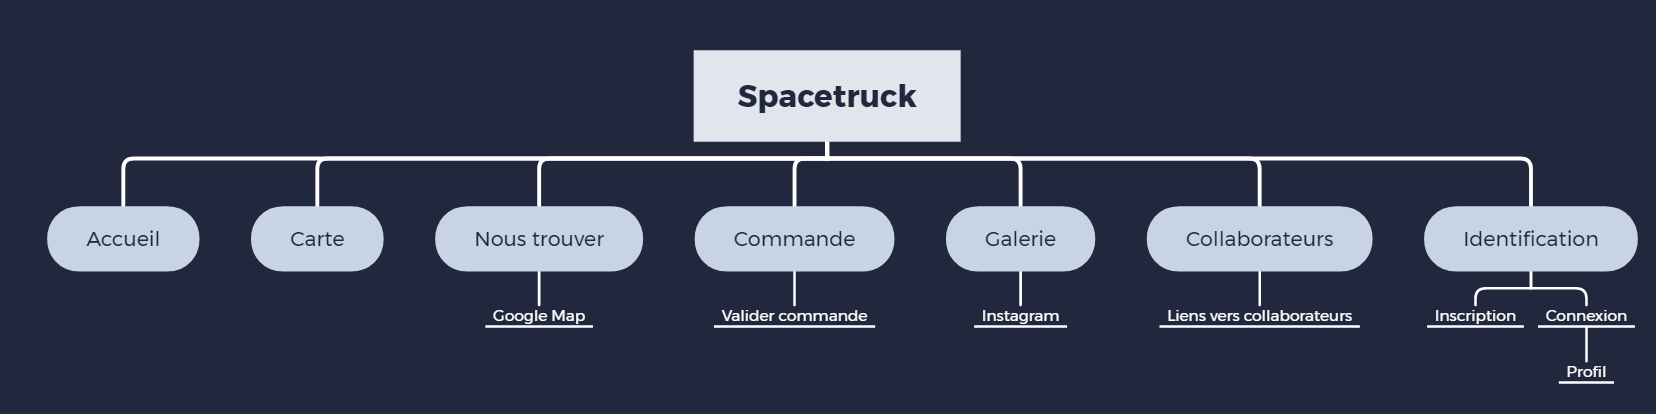 Spacetruck
Accueil
Carte
Nous trouver
Commande
Galerie
Collaborateurs
Identification
Google Map
Valider commande
Instagram
Liens vers collaborateurs
Inscription
Connexion
Profil